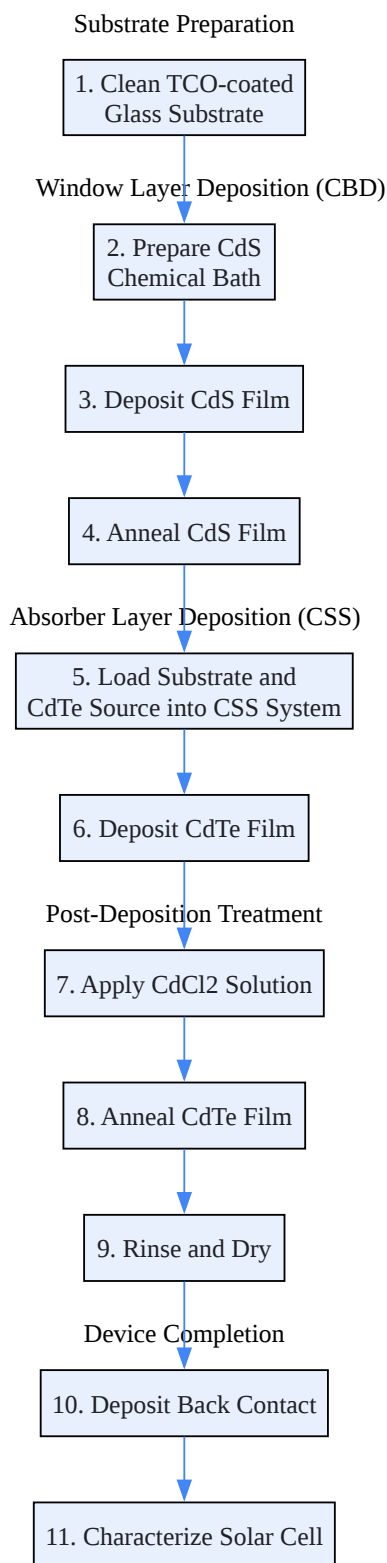 Substrate Preparation
1. Clean TCO-coated
Glass Substrate
Window Layer Deposition (CBD)
2. Prepare CdS
Chemical Bath
3. Deposit CdS Film
4. Anneal CdS Film
Absorber Layer Deposition (CSS)
5. Load Substrate and
CdTe Source into CSS System
6. Deposit CdTe Film
Post-Deposition Treatment
7. Apply CdCl2 Solution
8. Anneal CdTe Film
9. Rinse and Dry
Device Completion
10. Deposit Back Contact
11. Characterize Solar Cell